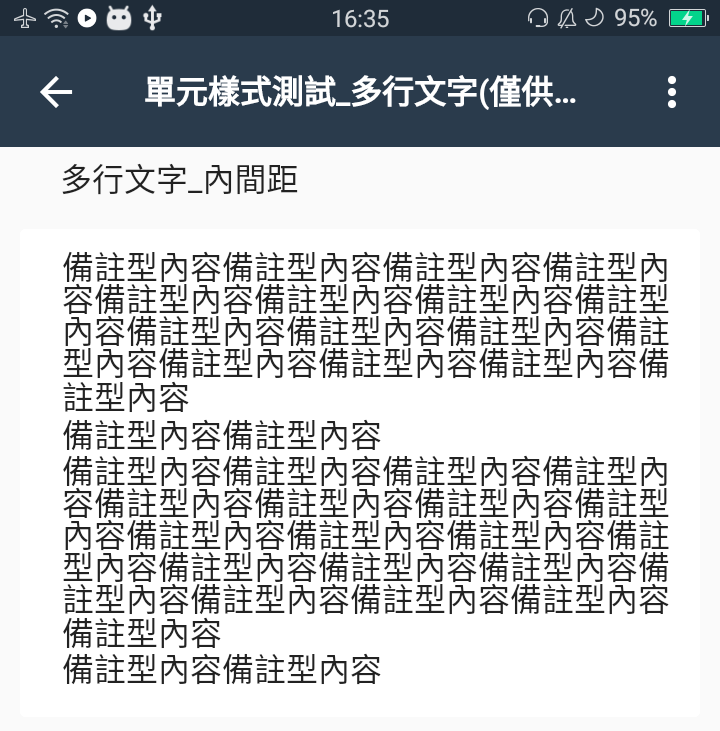 16:35
95%
單元樣式測試_多行文字(僅供...
多行文字_內間距
備註型內容備註型內容備註型內容備註型內
容備註型內容備註型內容備註型內容備註型
內容備註型內容備註型內容備註型內容備註
型內容備註型內容備註型內容備註型內容備
註型內容
備註型內容備註型內容
備註型內容備註型內容備註型內容備註型內
容備註型內容備註型內容備註型內容備註型
內容備註型內容備註型內容備註型內容備註
型內容備註型內容備註型內容備註型內容備
註型內容備註型內容備註型內容備註型內容
備註型內容
備註型內容備註型內容